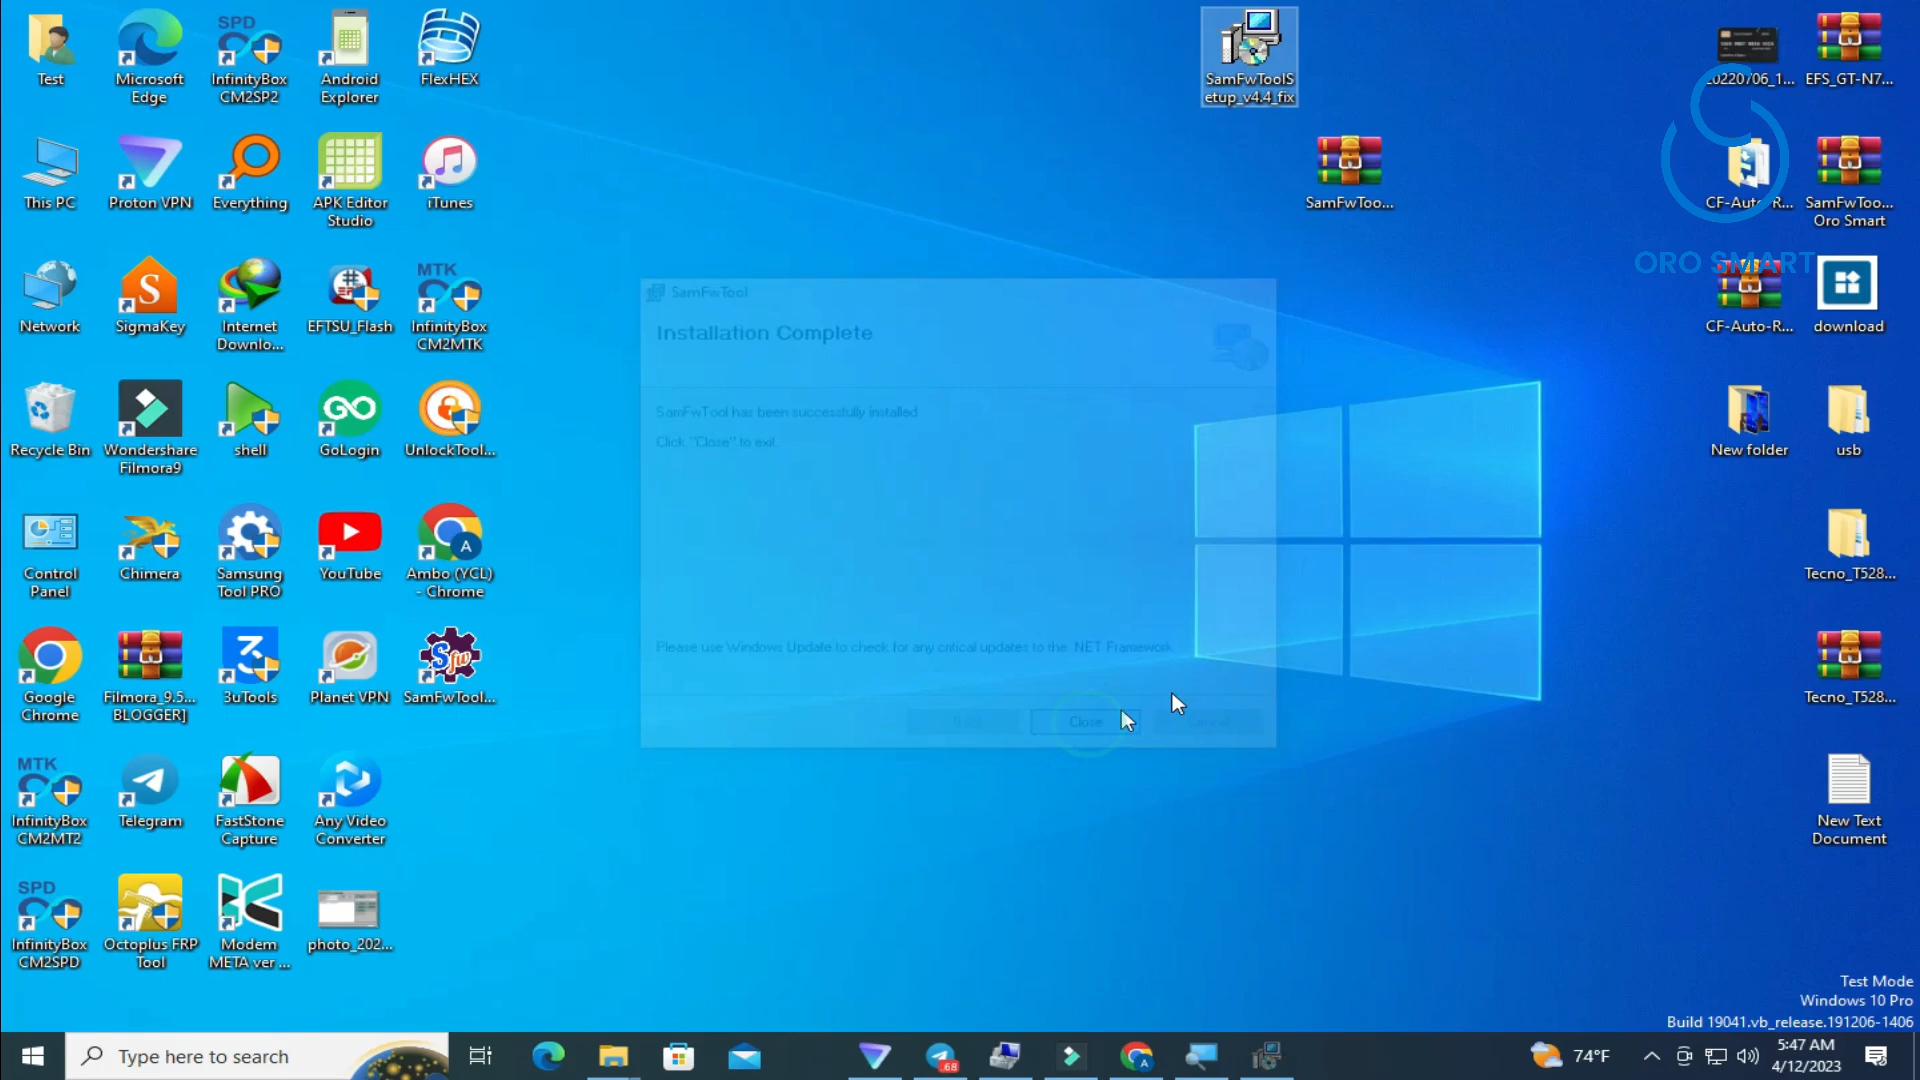 Test
Microsoft
Edge
SPD
InfinityBox
CM2SP2
Android
Explorer
FlexHEX
This PC
Proton VPN
Everything
APK Editor
Studio
iTunes
Network
SigmaKey
Internet
Downlo...
EFTSU_Flash
MTK
InfinityBox
CM2MTK
Recycle Bin
Wondershare
Filmora9
shell
GoLogin
UnlockTool...
Control
Panel
Chimera
Samsung
Tool PRO
YouTube
Ambo (YCL)
- Chrome
Google
Chrome
Filmora_9.5...
BLOGGER]
3uTools
Planet VPN
Sfw
SamFwTool...
MTK
InfinityBox
CM2MT2
Telegram
FastStone
Capture
Any Video
Converter
SPD
InfinityBox
CM2SPD
Octoplus FRP
Tool
Modem
META ver ...
photo_202...
SamFwToolS
etup_v4.4_fix
SamFwToo...
20220706_1...
EFS_GT-N7...
CF-Auto-R...
SamFwToo...
Oro Smart
ORO SMART
CF-Auto-R...
download
New folder
usb
Tecno_T528...
Tecno_T528...
New Text
Document
SamFwTool
Installation Complete
SamFwTool has been successfully installed.
Click "Close" to exit.
Please use Windows Update to check for any critical updates to the .NET Framework.
Close
Cancel
Test Mode
Windows 10 Pro
Build 19041.vb_release.191206-1406
Type here to search
.68
A
74°F
5:47 AM
4/12/2023